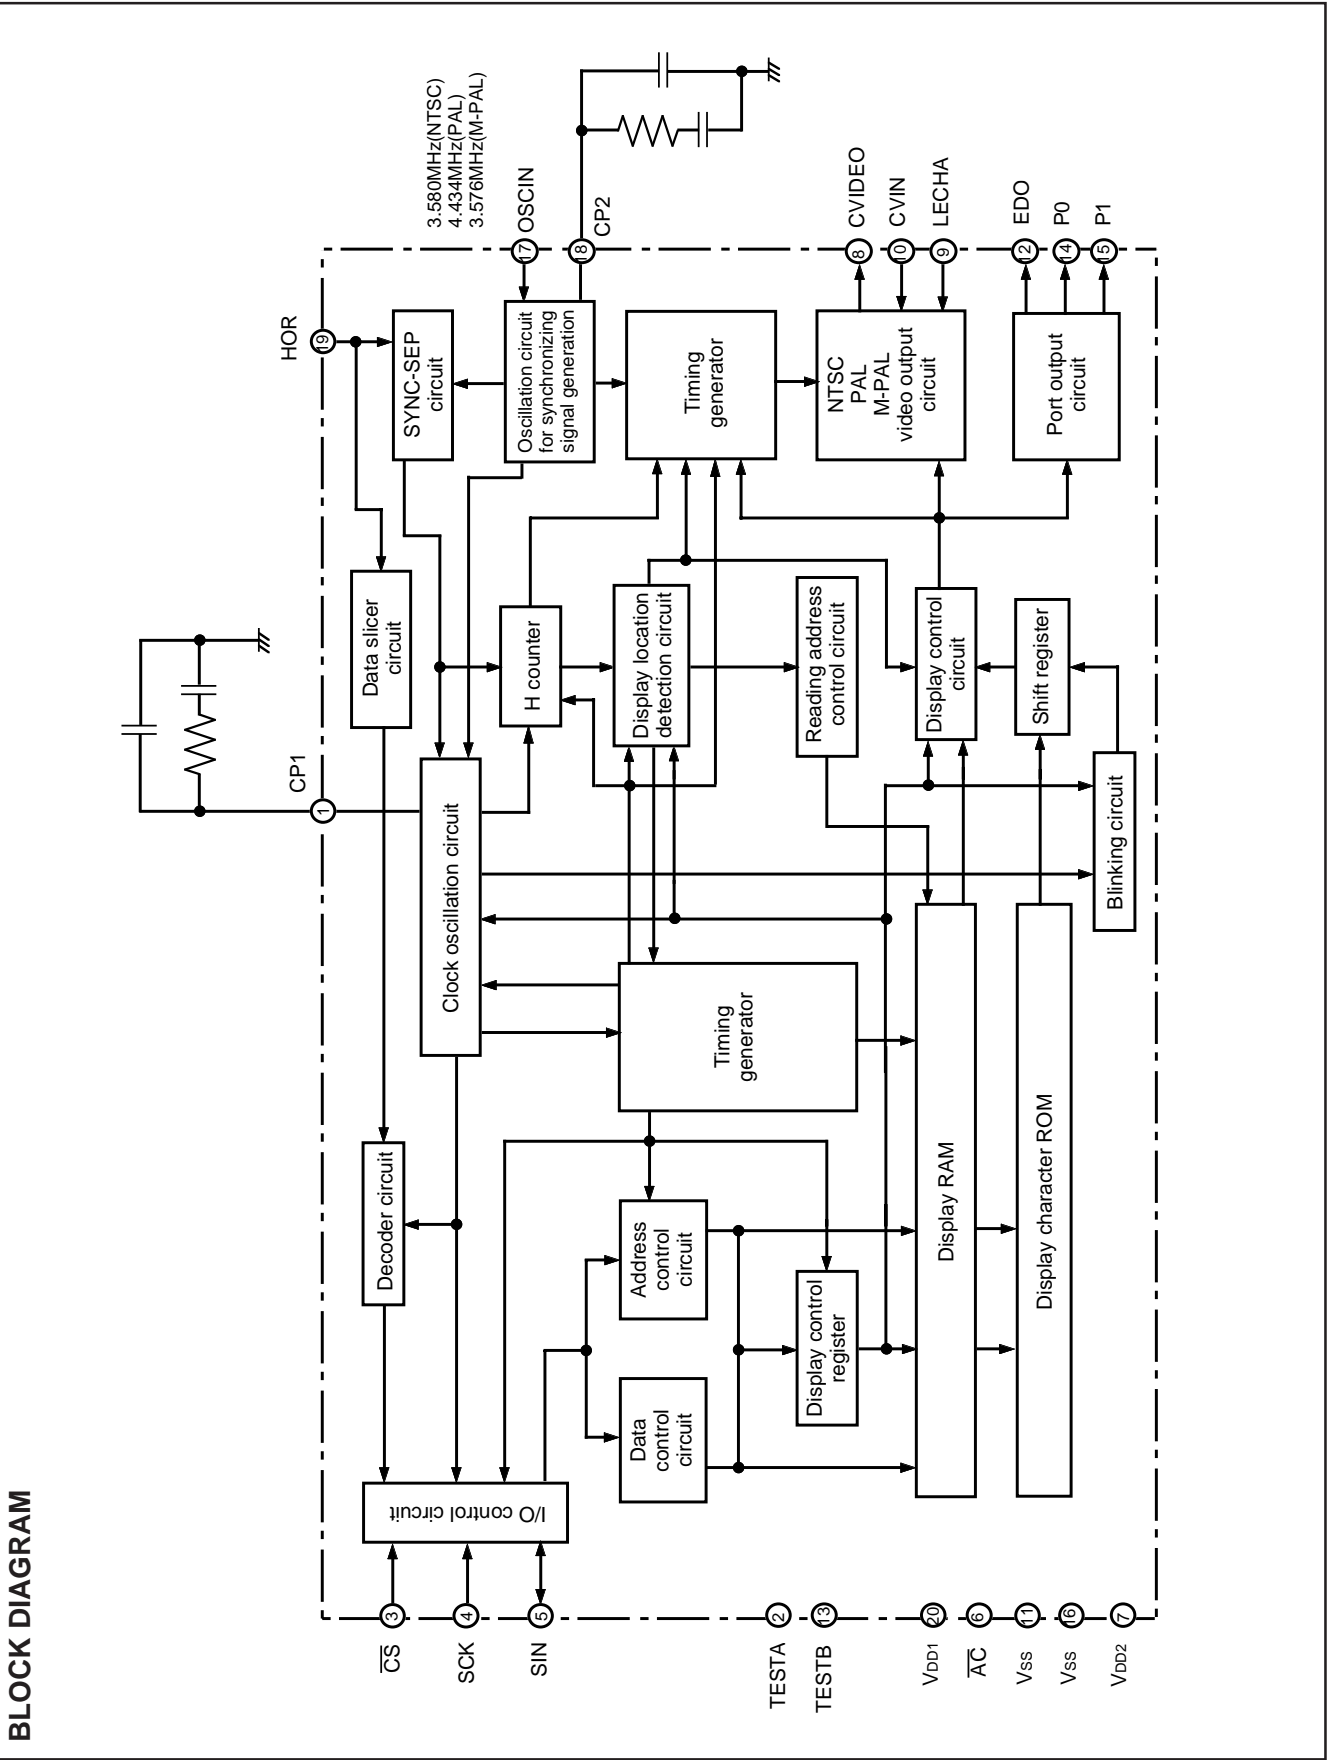 BLOCK DIAGRAM
3.580MHz(NTSC)
4.434MHz(PAL)
3.576MHz(M-PAL)
HOR
19
17
OSCIN
18
CP2
CP1
1
SYNC-SEP
circuit
Oscillation circuit
for synchronizing
signal generation
Timing
generator
NTSC
PAL
M-PAL
video output
circuit
Port output
circuit
8
CVIDEO
10
CVIN
9
LECHA
12
EDO
14
P0
15
P1
Data slicer
circuit
H counter
Display location
detection circuit
Reading address
control circuit
Display control
circuit
Shift register
Blinking circuit
Clock oscillation circuit
Timing
generator
Decoder circuit
Address
control
circuit
Data
control
circuit
Display control
register
Display RAM
Display character ROM
I/O control circuit
3
CS
4
SCK
5
SIN
2
TESTA
13
TESTB
20
VDD1
6
AC
11
VSS
16
VSS
7
VDD2